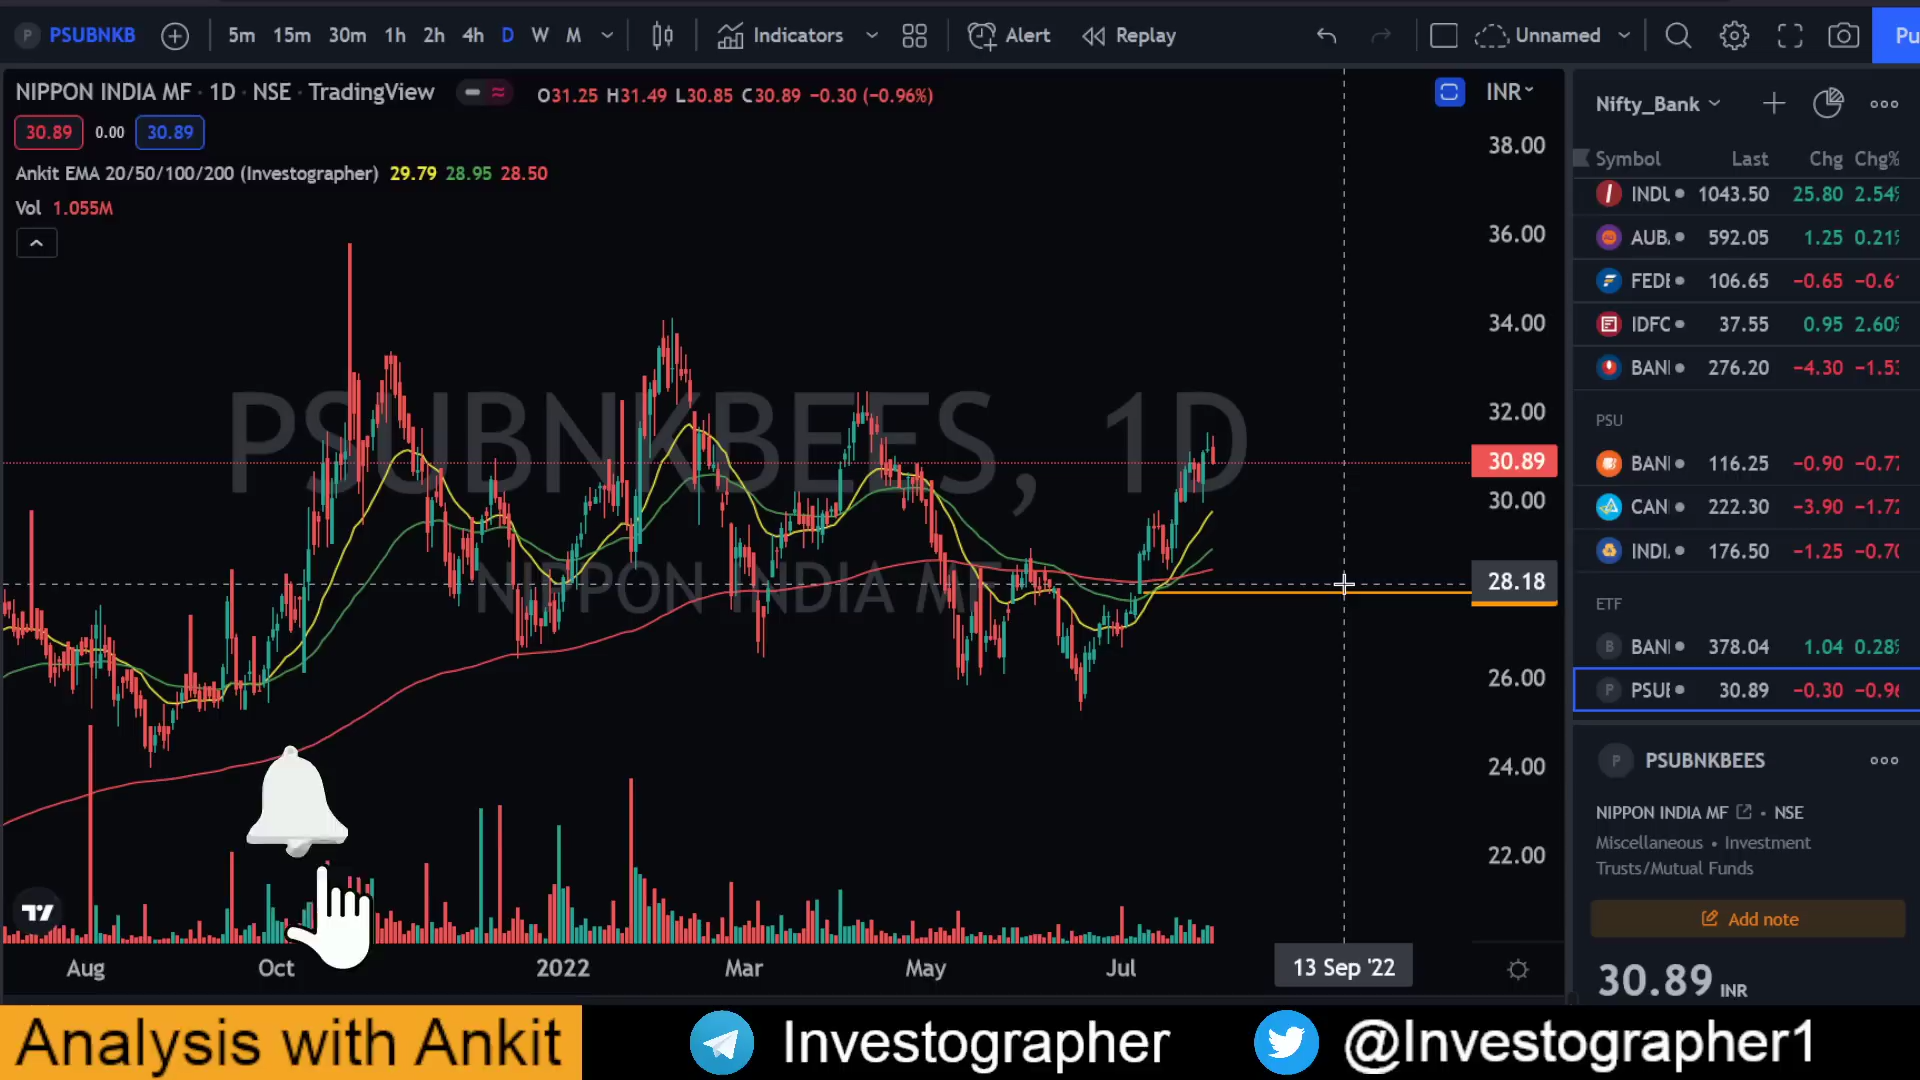 P PSUBNKB 5m 15m 30m 1h 2h 4h D W M Indicators Alert Replay Unnamed Pu
NIPPON INDIA MF · 1D · NSE · TradingView O31.25 H31.49 L30.85 C30.89 −0.30 (−0.96%) INR
30.89 0.00 30.89
Ankit EMA 20/50/100/200 (Investographer) 29.79 28.95 28.50
Vol 1.055M
PSUBNKBEES, 1D
NIPPON INDIA MF
38.00
36.00
34.00
32.00
30.89
30.00
28.18
26.00
24.00
22.00
Aug Oct 2022 Mar May Jul 13 Sep '22
Nifty_Bank
Symbol Last Chg Chg%
INDU 1043.50 25.80 2.54%
AUB. 592.05 1.25 0.21%
FEDE 106.65 −0.65 −0.61
IDFC 37.55 0.95 2.60%
BANI 276.20 −4.30 −1.53
PSU
BANI 116.25 −0.90 −0.77
CAN 222.30 −3.90 −1.72
INDI. 176.50 −1.25 −0.70
ETF
B BANI 378.04 1.04 0.28%
P PSUE 30.89 −0.30 −0.96
P PSUBNKBEES
NIPPON INDIA MF • NSE
Miscellaneous • Investment
Trusts/Mutual Funds
Add note
30.89 INR
Analysis with Ankit Investographer @Investographer1